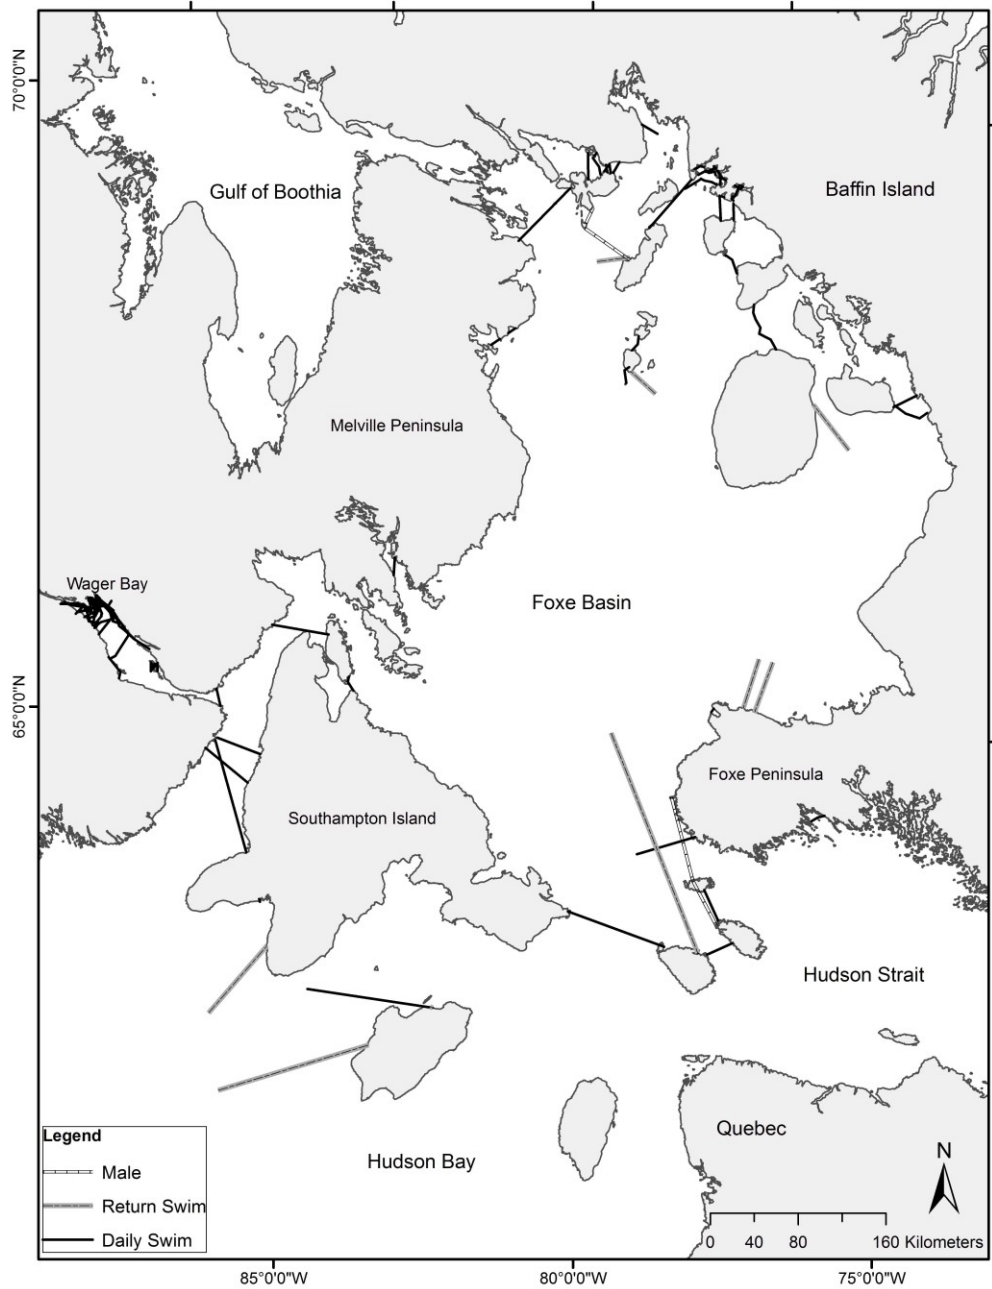 70°0'0"N
Gulf of Boothia
Baffin Island
Melville Peninsula
Wager Bay
Foxe Basin
65°0'0"N
Foxe Peninsula
Southampton Island
Hudson Strait
Quebec
Hudson Bay
Legend
Male
Return Swim
Daily Swim
N
0 40 80 160 Kilometers
85°0'0"W 80°0'0"W 75°0'0"W